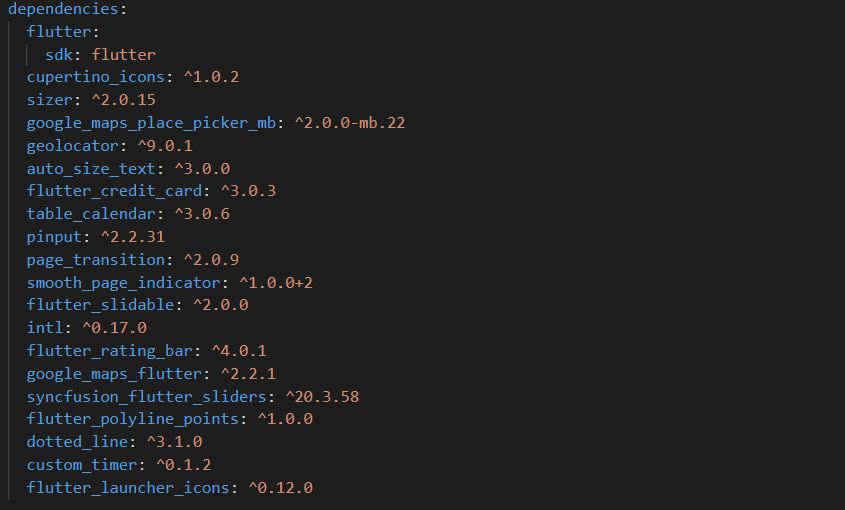 dependencies:
  flutter:
    sdk: flutter
  cupertino_icons: ^1.0.2
  sizer: ^2.0.15
  google_maps_place_picker_mb: ^2.0.0-mb.22
  geolocator: ^9.0.1
  auto_size_text: ^3.0.0
  flutter_credit_card: ^3.0.3
  table_calendar: ^3.0.6
  pinput: ^2.2.31
  page_transition: ^2.0.9
  smooth_page_indicator: ^1.0.0+2
  flutter_slidable: ^2.0.0
  intl: ^0.17.0
  flutter_rating_bar: ^4.0.1
  google_maps_flutter: ^2.2.1
  syncfusion_flutter_sliders: ^20.3.58
  flutter_polyline_points: ^1.0.0
  dotted_line: ^3.1.0
  custom_timer: ^0.1.2
  flutter_launcher_icons: ^0.12.0